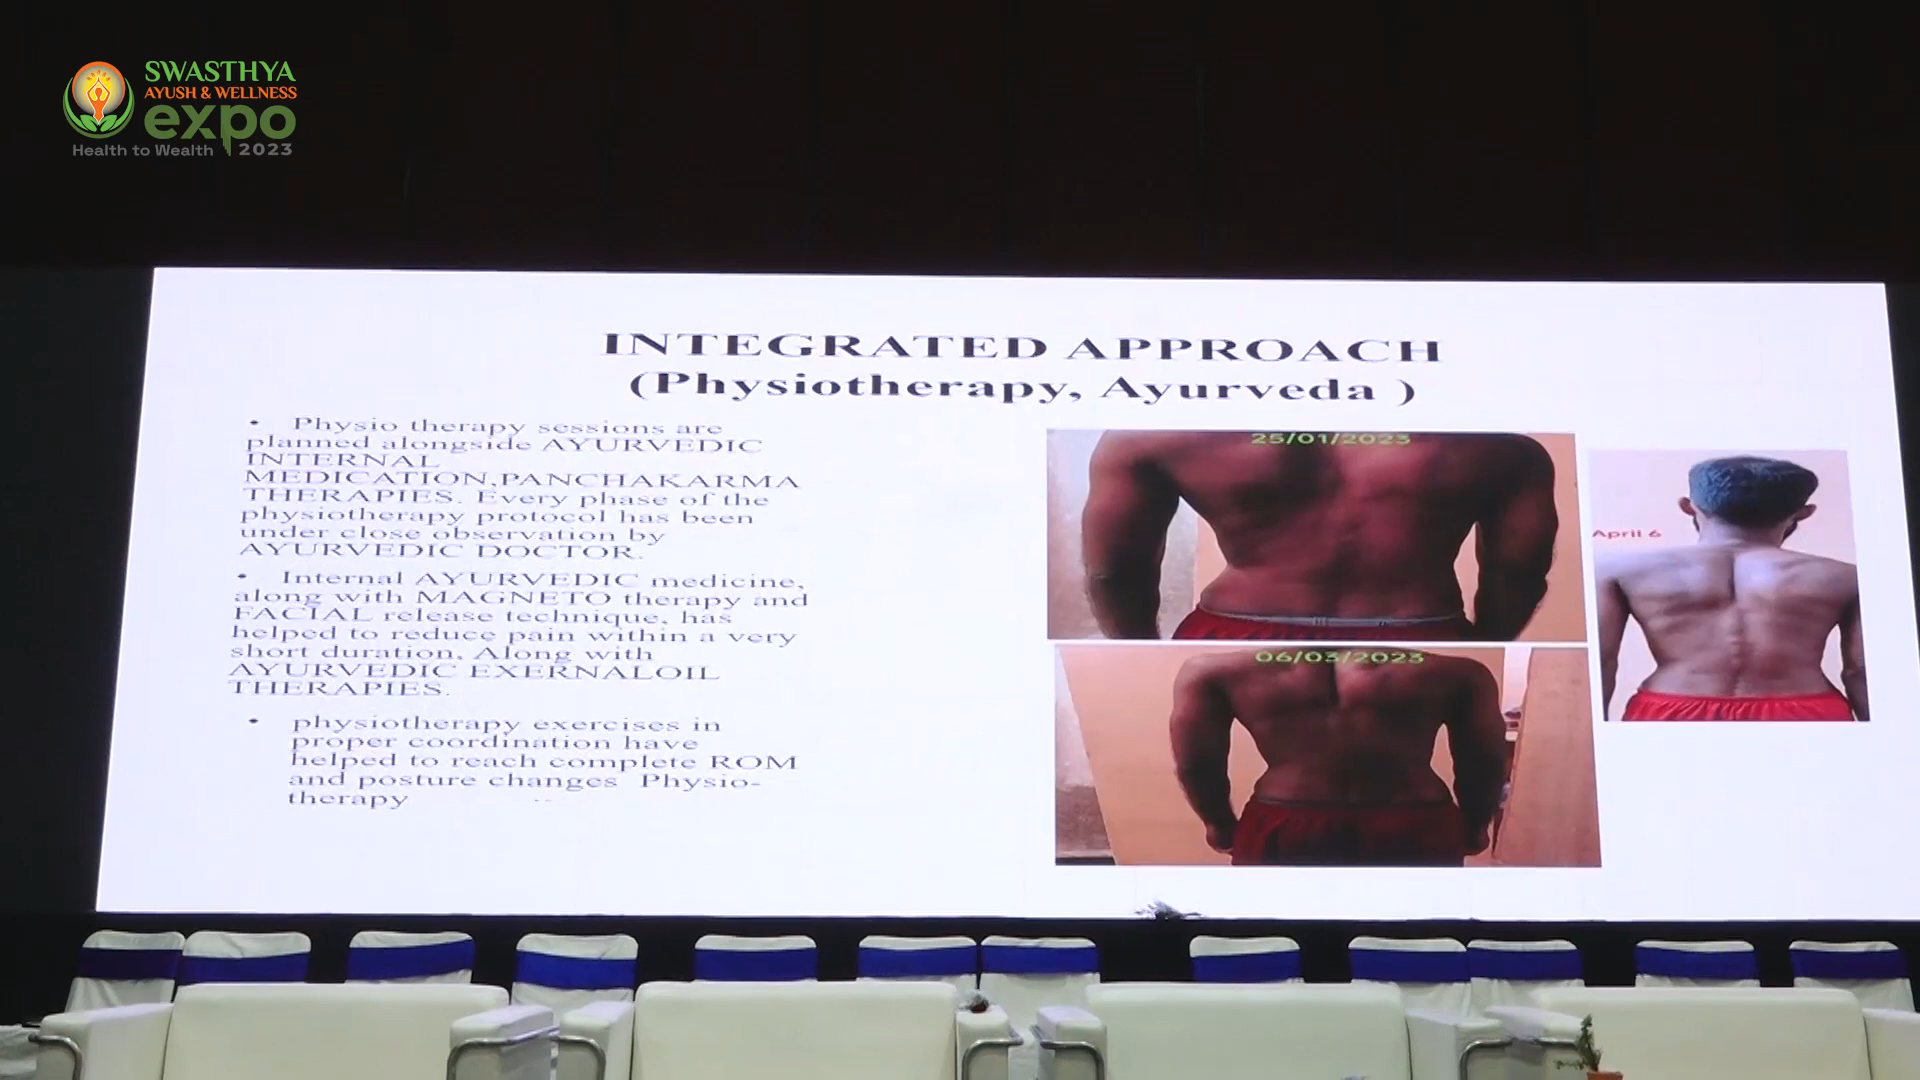 SWASTHYA
AYUSH & WELLNESS
expo
Health to Wealth 2023
INTEGRATED APPROACH
(Physiotherapy, Ayurveda )
• Physio therapy sessions are
planned alongside AYURVEDIC
INTERNAL
MEDICATION,PANCHAKARMA
THERAPIES. Every phase of the
physiotherapy protocol has been
under close observation by
AYURVEDIC DOCTOR.
• Internal AYURVEDIC medicine,
along with MAGNETO therapy and
FACIAL release technique, has
helped to reduce pain within a very
short duration. Along with
AYURVEDIC EXERNAL OIL
THERAPIES.
• physiotherapy exercises in
proper coordination have
helped to reach complete ROM
and posture changes Physio-
therapy
25/01/2023
06/03/2023
April 6